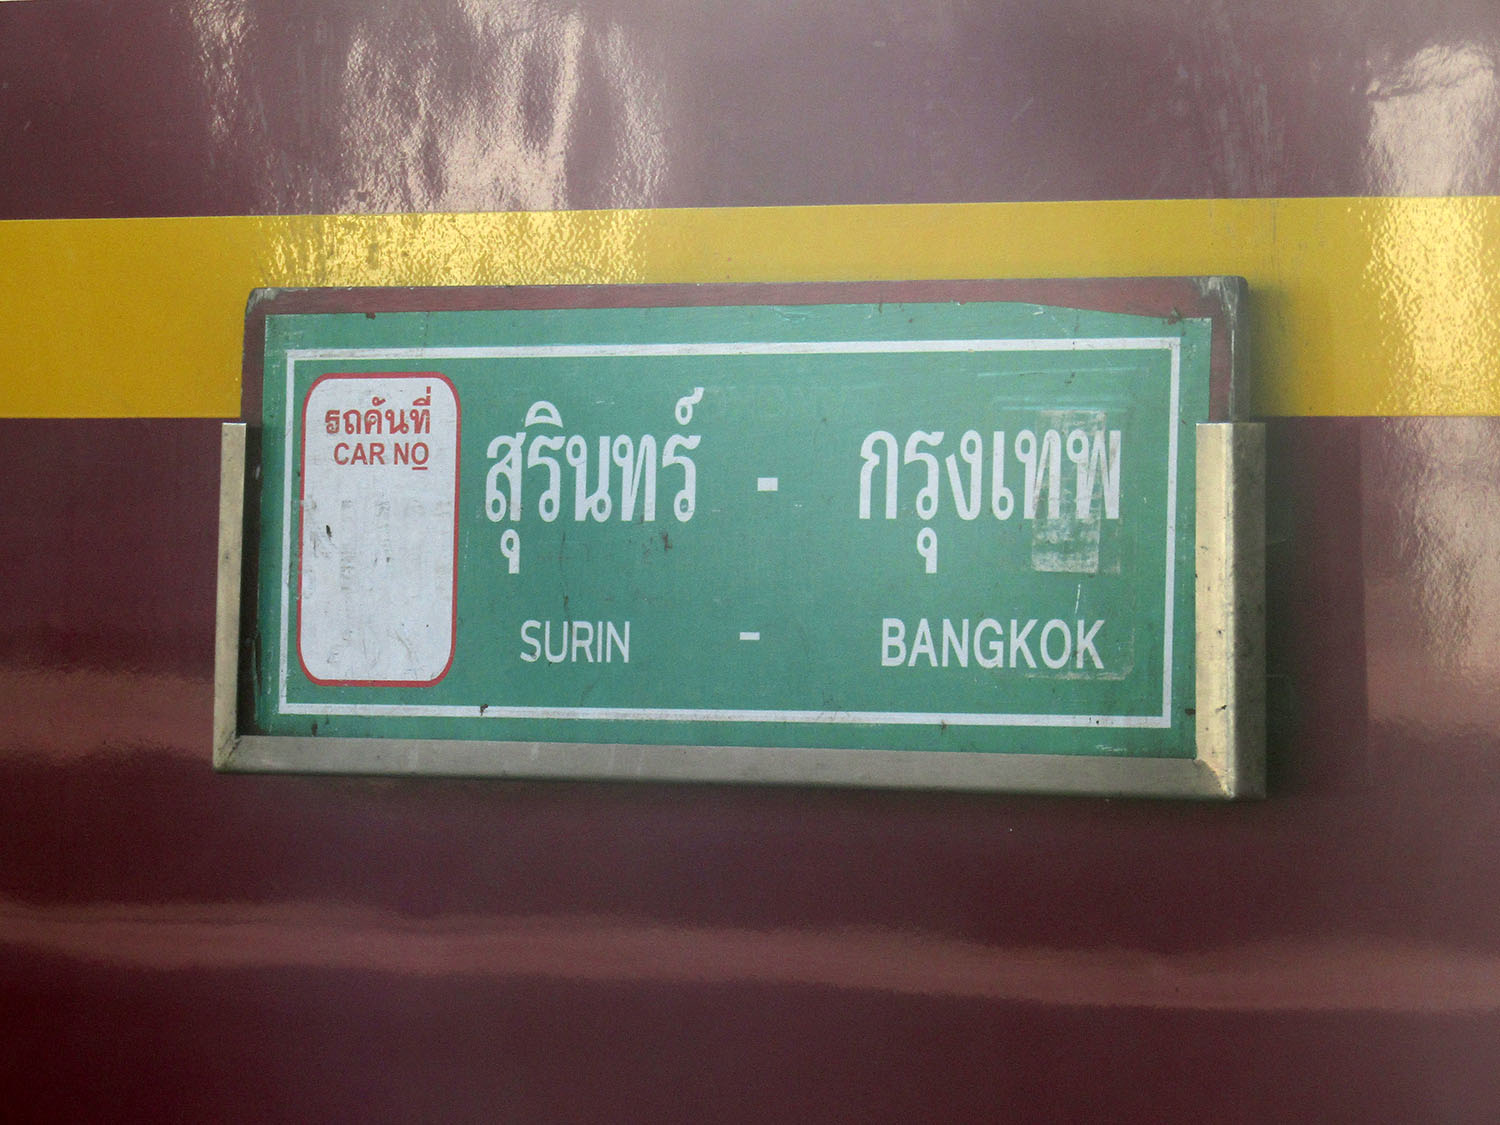 รถคันที่
CAR NO
สุรินทร์ - กรุงเทพ
SURIN - BANGKOK